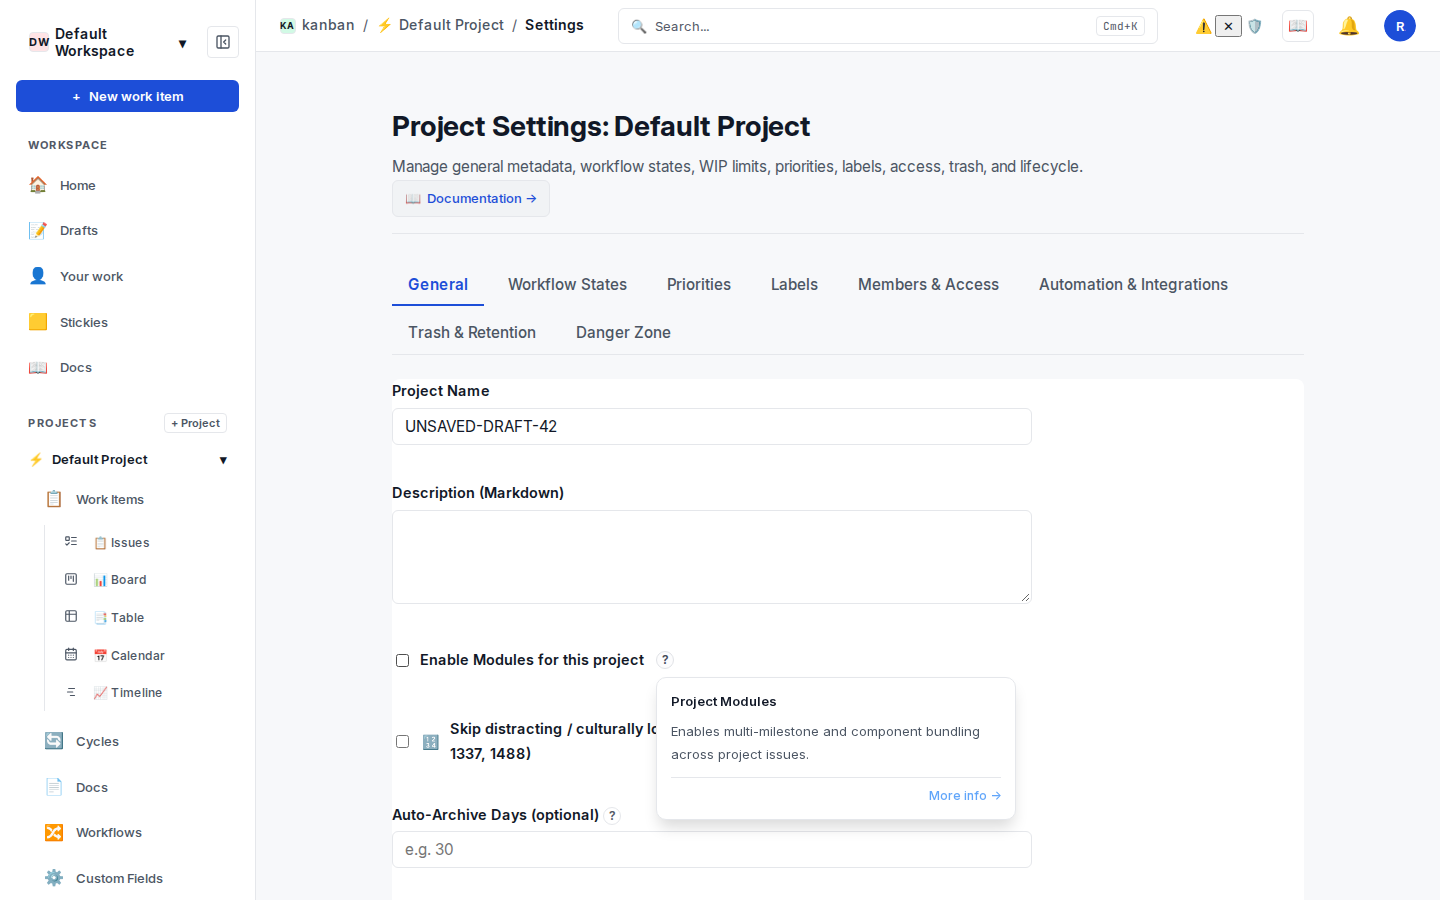 DW Default Workspace ▾
+ New work item
WORKSPACE
Home
Drafts
Your work
Stickies
Docs
PROJECTS + Project
Default Project ▾
Work Items
Issues
Board
Table
Calendar
Timeline
Cycles
Docs
Workflows
Custom Fields
KA kanban / ⚡ Default Project / Settings
Search... Cmd+K
✕
R
Project Settings: Default Project
Manage general metadata, workflow states, WIP limits, priorities, labels, access, trash, and lifecycle.
Documentation →
General Workflow States Priorities Labels Members & Access Automation & Integrations
Trash & Retention Danger Zone
Project Name
UNSAVED-DRAFT-42
Description (Markdown)
Enable Modules for this project ?
Project Modules
Enables multi-milestone and component bundling
across project issues.
More info →
Skip distracting / culturally
1337, 1488)
Auto-Archive Days (optional) ?
e.g. 30